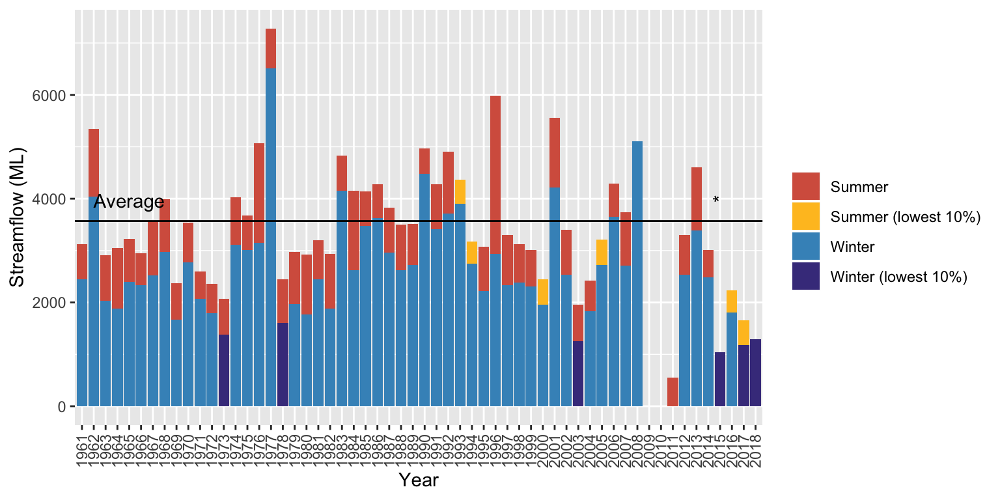 Streamflow (ML)
6000
4000
2000
0
Average
*
1961 1962 1963 1964 1965 1966 1967 1968 1969 1970 1971 1972 1973 1974 1975 1976 1977 1978 1979 1980 1981 1982 1983 1984 1985 1986 1987 1988 1989 1990 1991 1992 1993 1994 1995 1996 1997 1998 1999 2000 2001 2002 2003 2004 2005 2006 2007 2008 2009 2010 2011 2012 2013 2014 2015 2016 2017 2018
Year
Summer
Summer (lowest 10%)
Winter
Winter (lowest 10%)